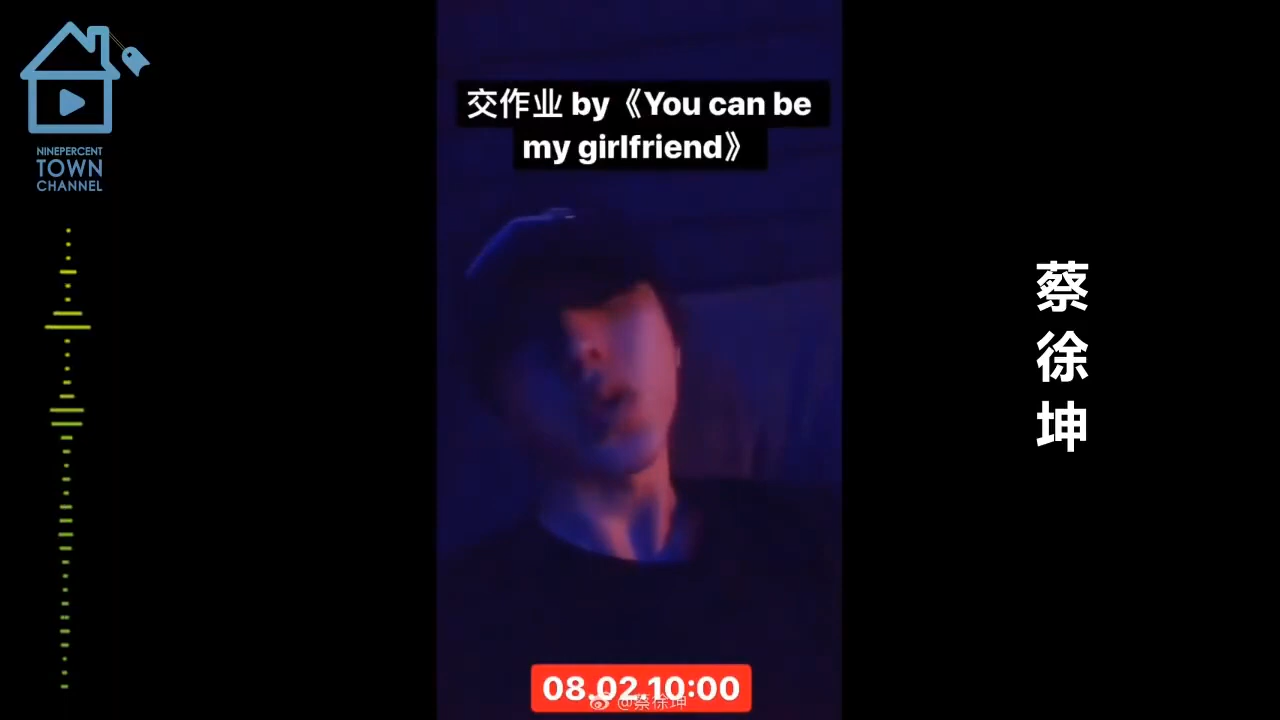 NINEPERCENT
TOWN
CHANNEL
交作业 by《You can be
my girlfriend》
蔡
徐
坤
08.02.10:00
@蔡徐坤